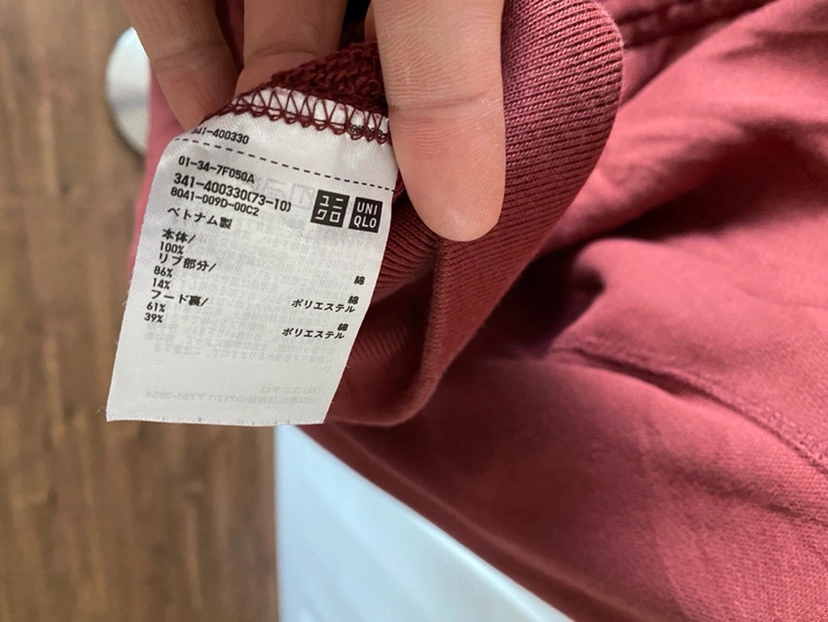 341-400330
01-34-7F050A
341-400330(73-10)
8041-009D-00C2
ベトナム製
ユニ
クロ
UNI
QLO
本体/
100% 綿
リブ部分/
86% 綿
14% ポリエステル
フード裏/
61% 綿
39% ポリエステル